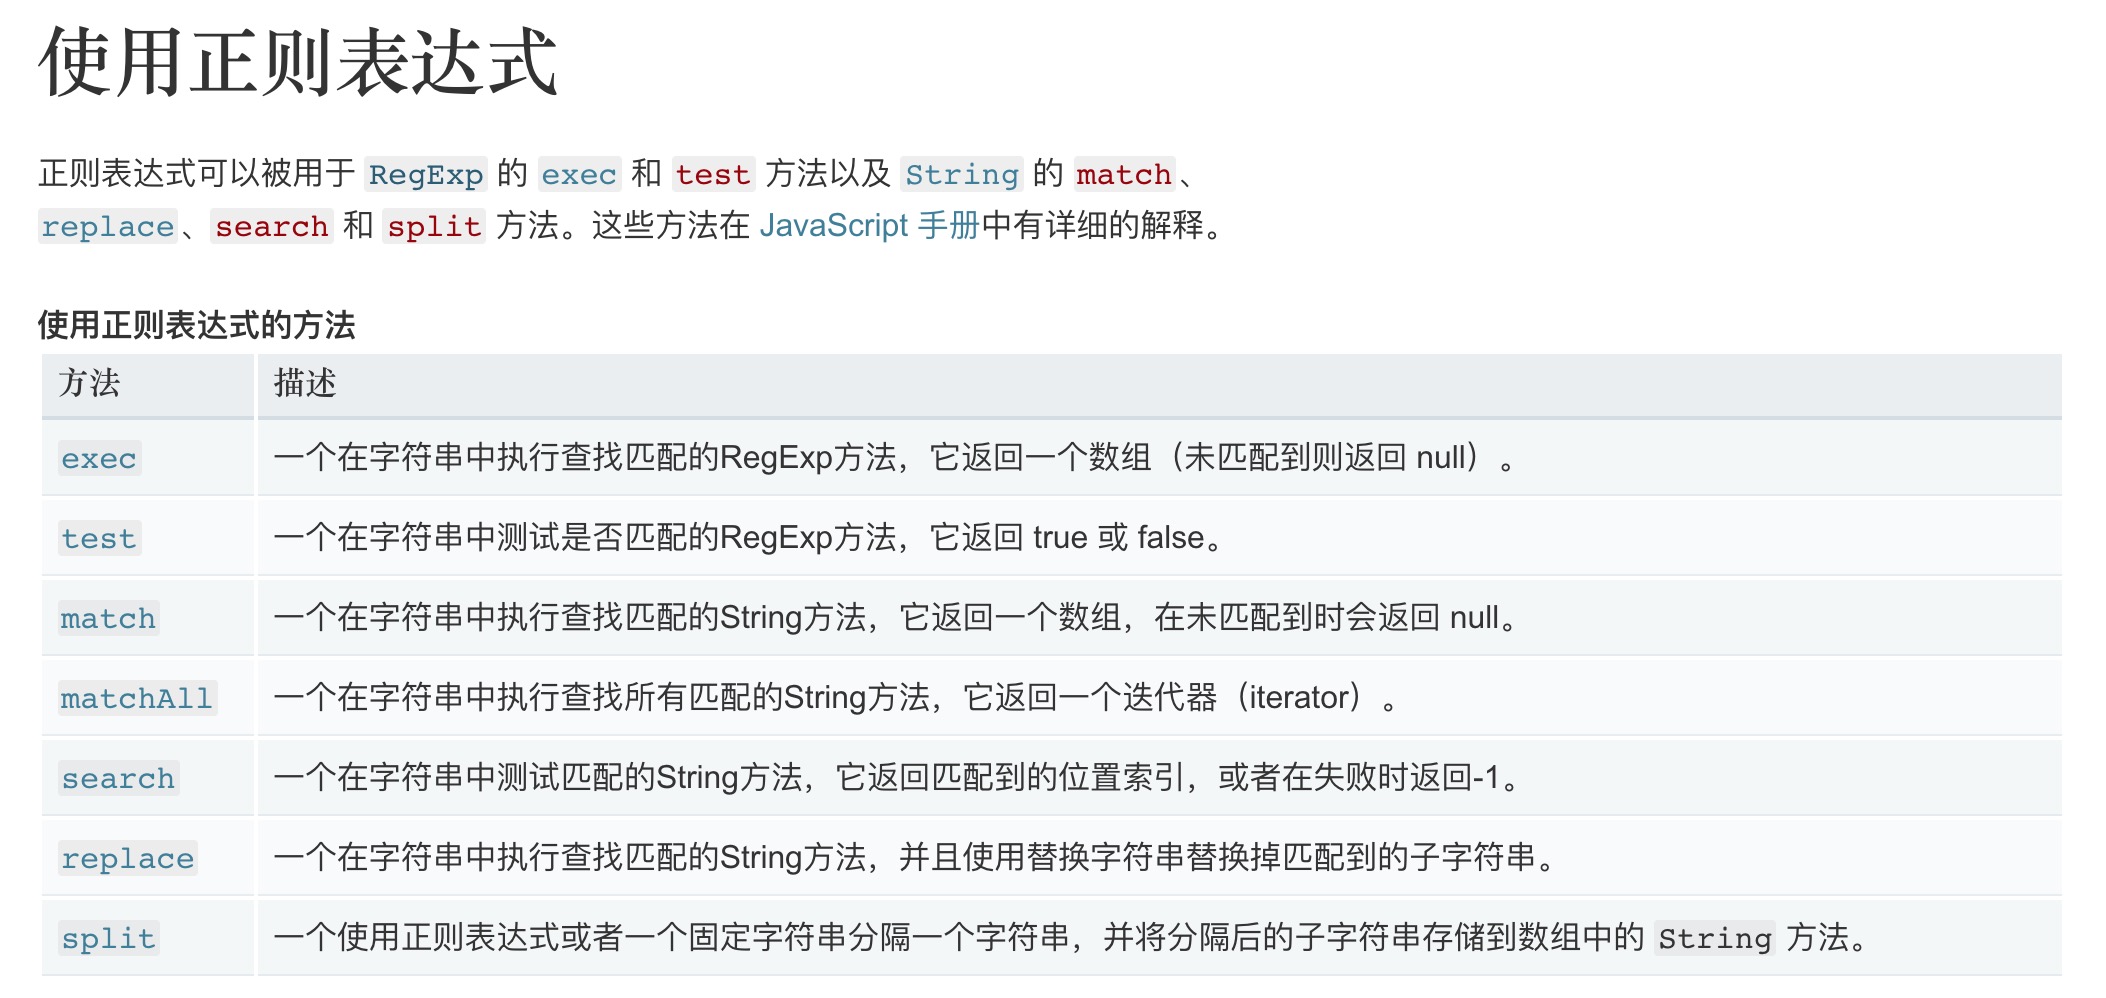 使用正则表达式
正则表达式可以被用于 RegExp 的 exec 和 test 方法以及 String 的 match、
replace、search 和 split 方法。这些方法在 JavaScript 手册中有详细的解释。
使用正则表达式的方法
方法 描述
exec 一个在字符串中执行查找匹配的RegExp方法，它返回一个数组（未匹配到则返回 null）。
test 一个在字符串中测试是否匹配的RegExp方法，它返回 true 或 false。
match 一个在字符串中执行查找匹配的String方法，它返回一个数组，在未匹配到时会返回 null。
matchAll 一个在字符串中执行查找所有匹配的String方法，它返回一个迭代器（iterator）。
search 一个在字符串中测试匹配的String方法，它返回匹配到的位置索引，或者在失败时返回-1。
replace 一个在字符串中执行查找匹配的String方法，并且使用替换字符串替换掉匹配到的子字符串。
split 一个使用正则表达式或者一个固定字符串分隔一个字符串，并将分隔后的子字符串存储到数组中的 String 方法。